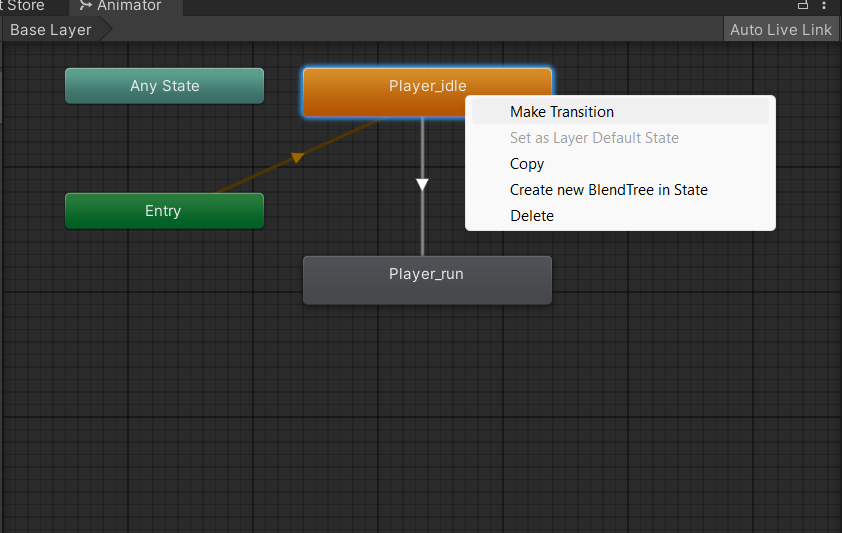 t Store
Animator
Base Layer
Auto Live Link
Any State
Player_idle
Make Transition
Set as Layer Default State
Copy
Create new BlendTree in State
Delete
Entry
Player_run